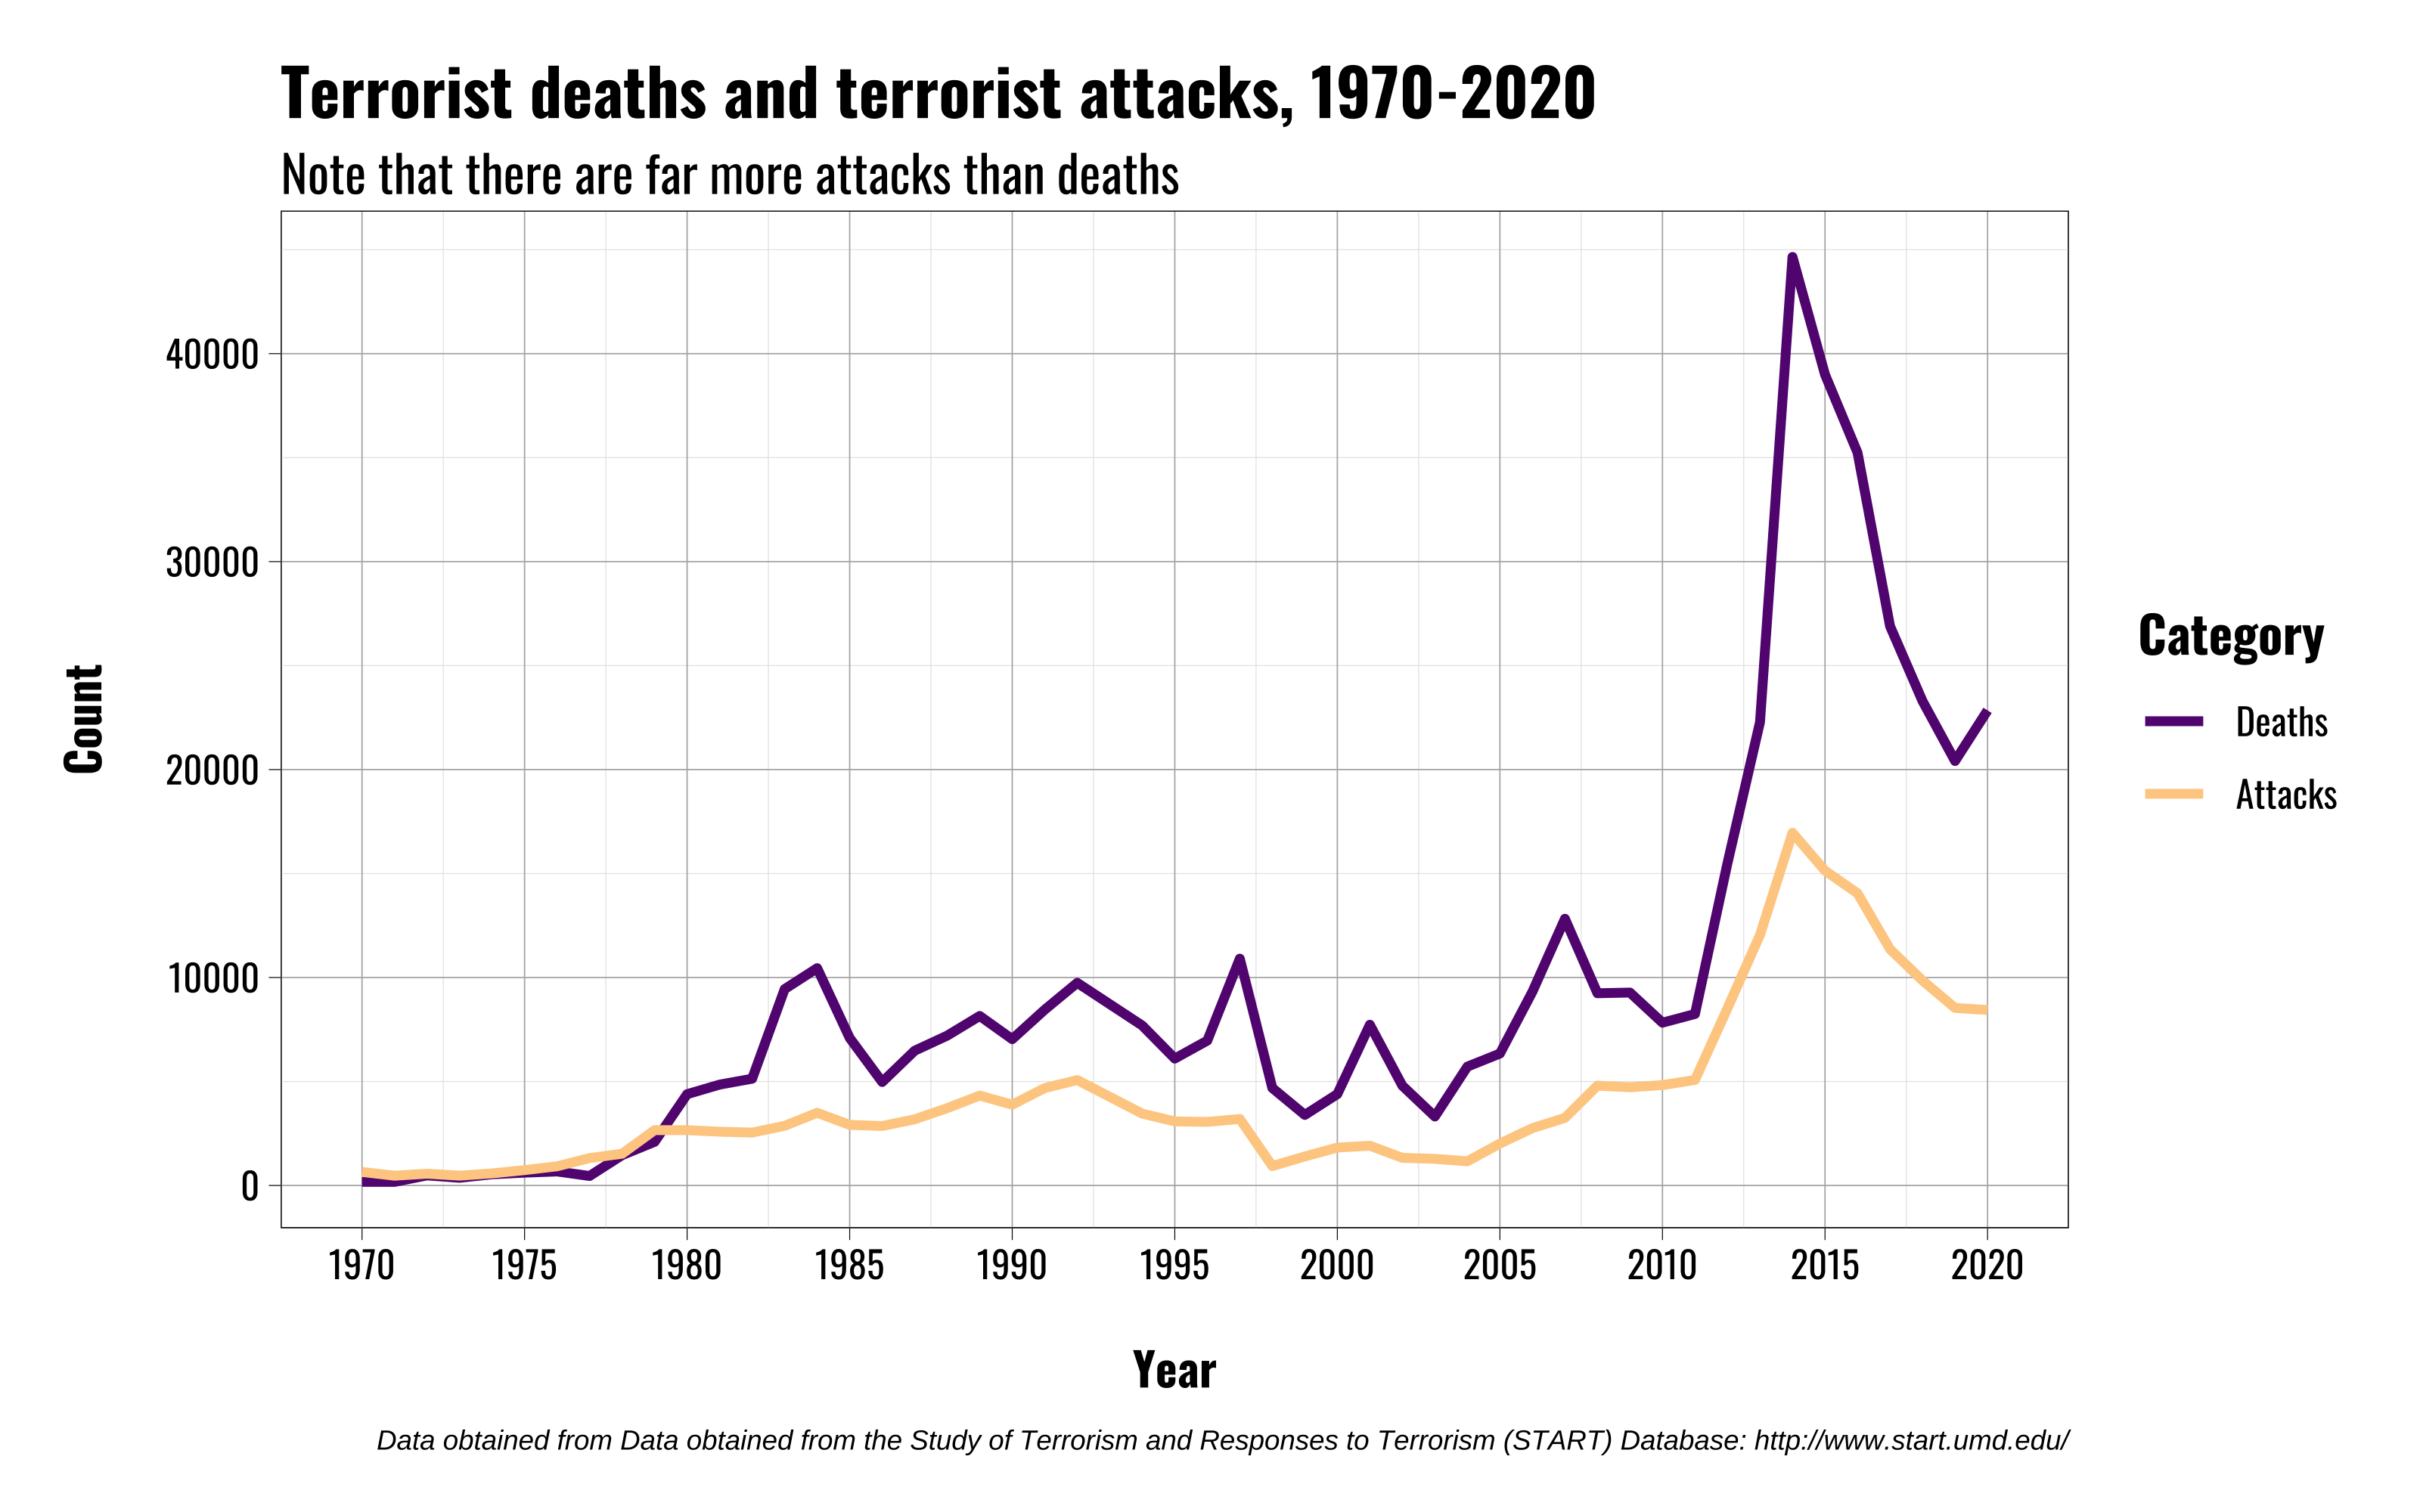 Terrorist deaths and terrorist attacks, 1970-2020
Note that there are far more attacks than deaths
40000
30000
20000
10000
0
Count
1970 1975 1980 1985 1990 1995 2000 2005 2010 2015 2020
Year
Category
Deaths
Attacks
Data obtained from Data obtained from the Study of Terrorism and Responses to Terrorism (START) Database: http://www.start.umd.edu/